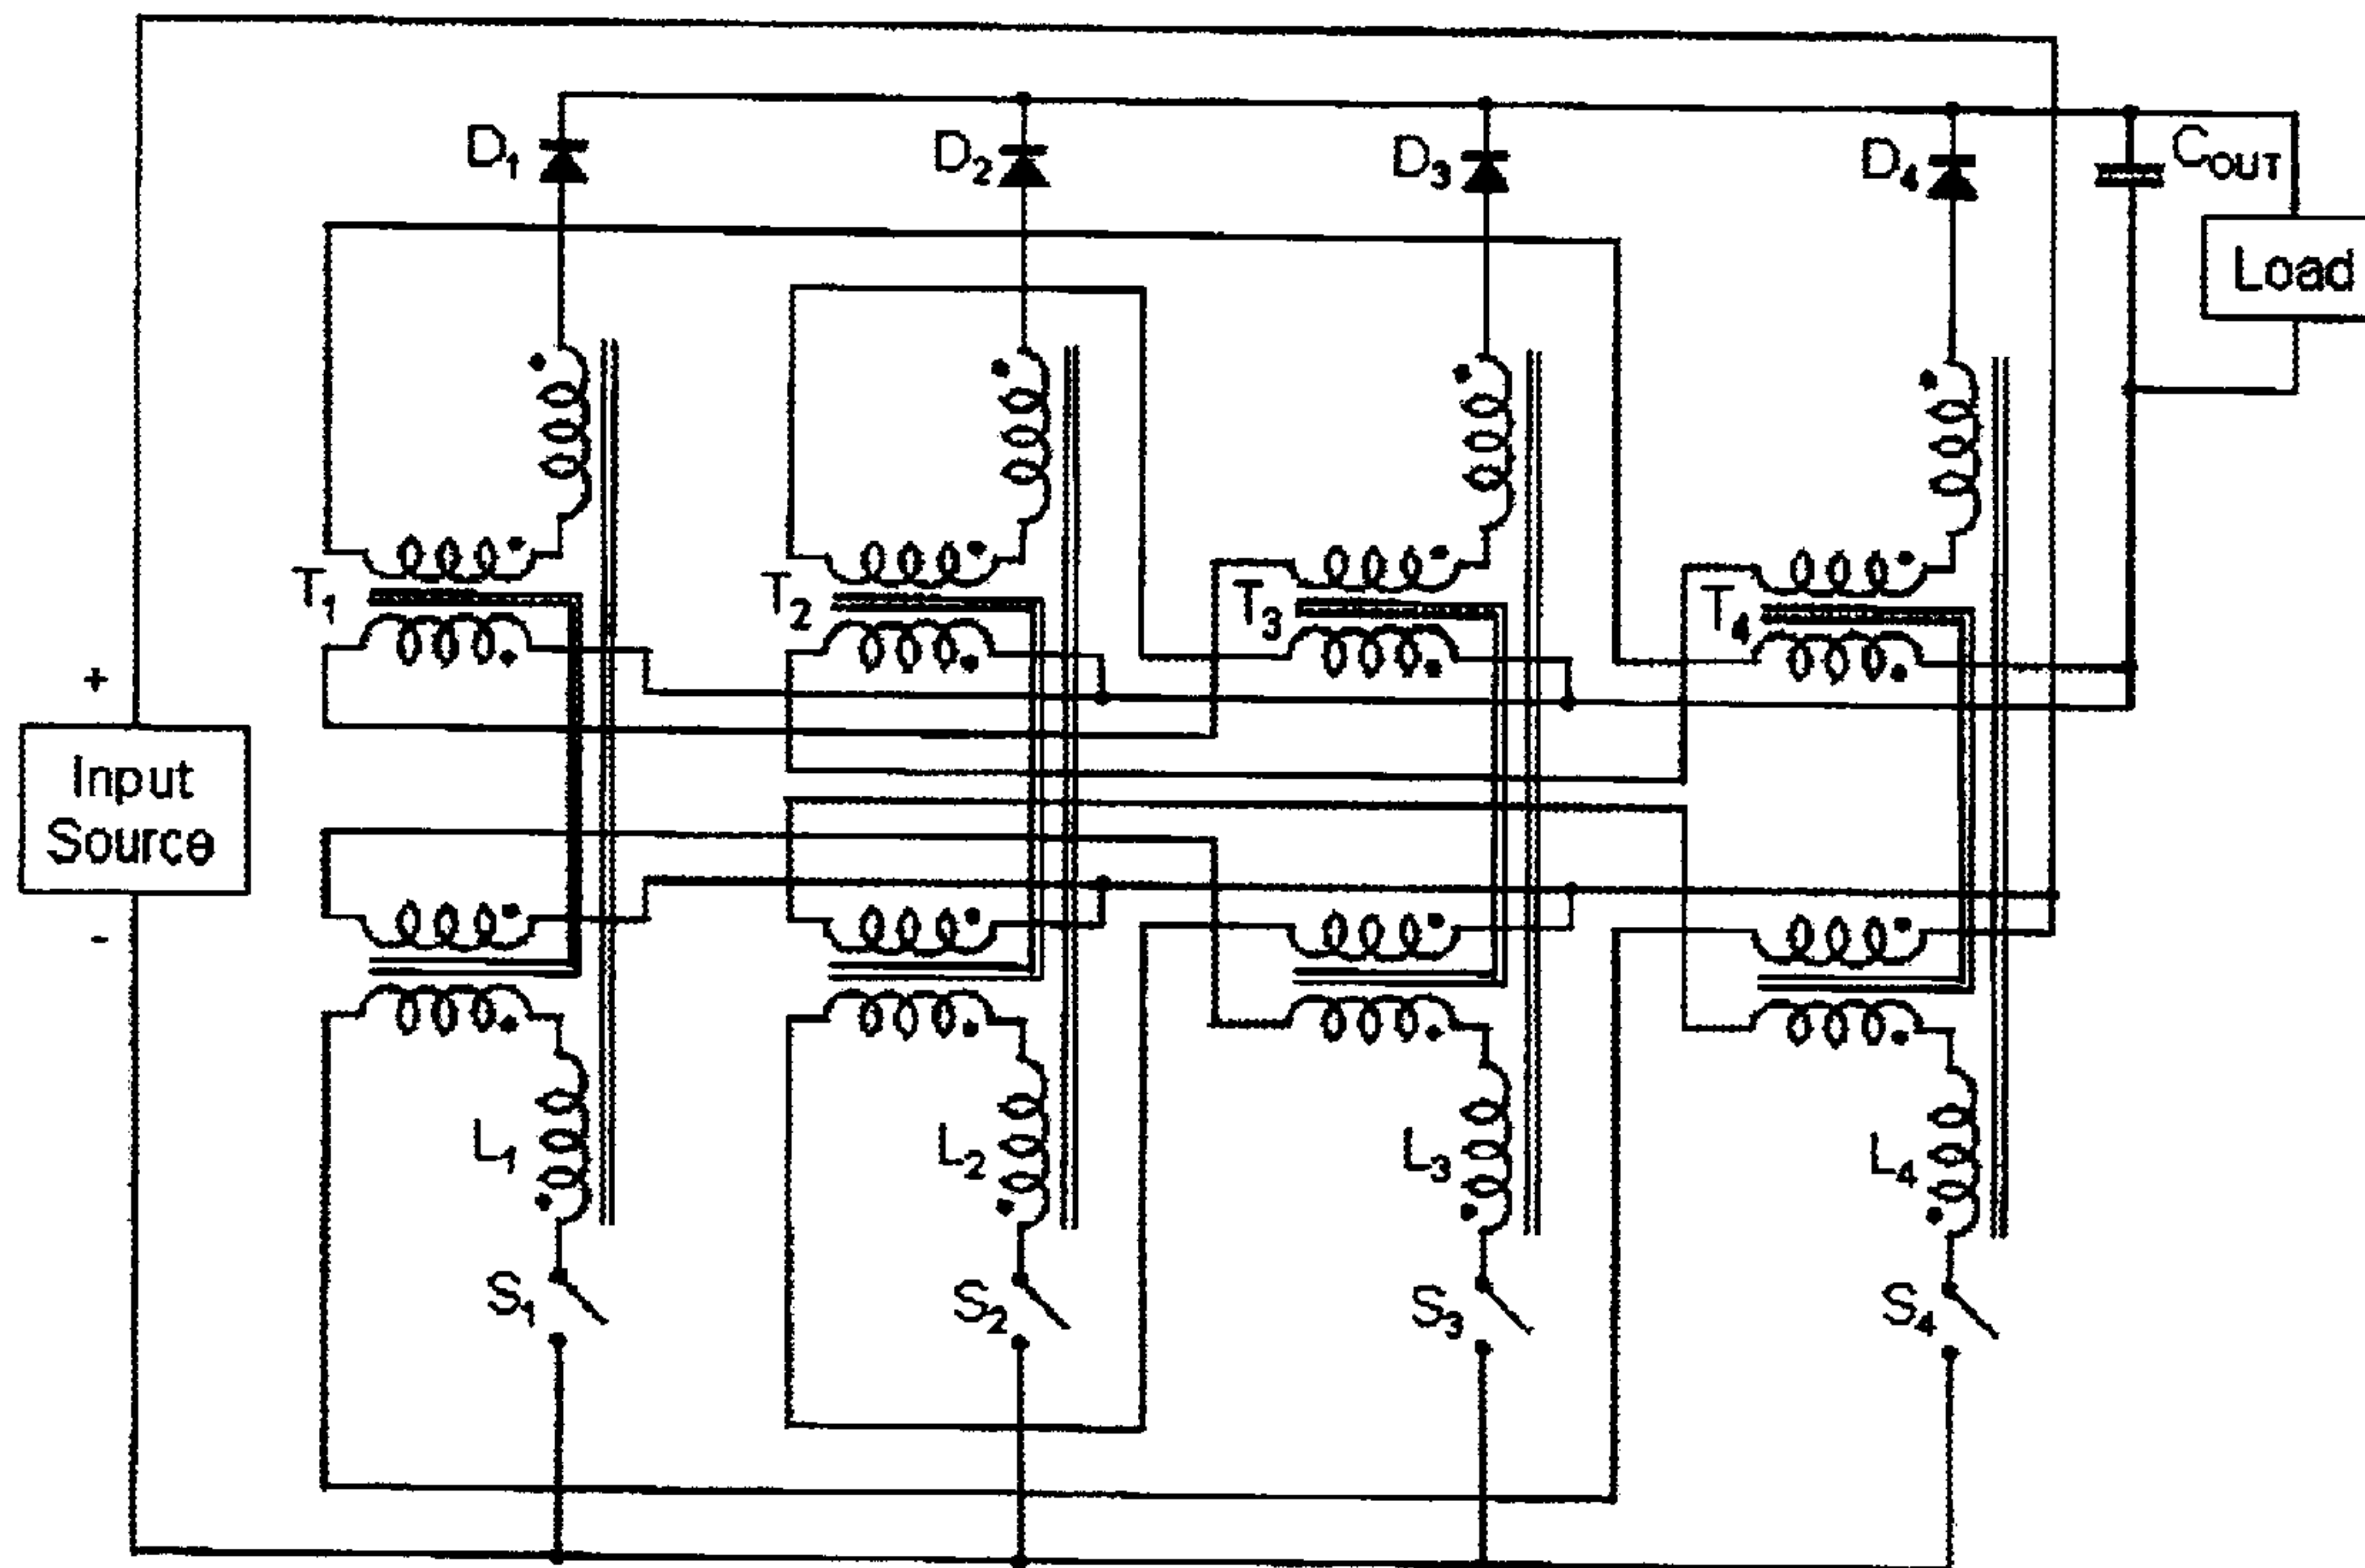 D1
D2
D3
D4
COUT
Load
T1
T2
T3
T4
+
Input
Source
-
L1
L2
L3
L4
S1
S2
S3
S4